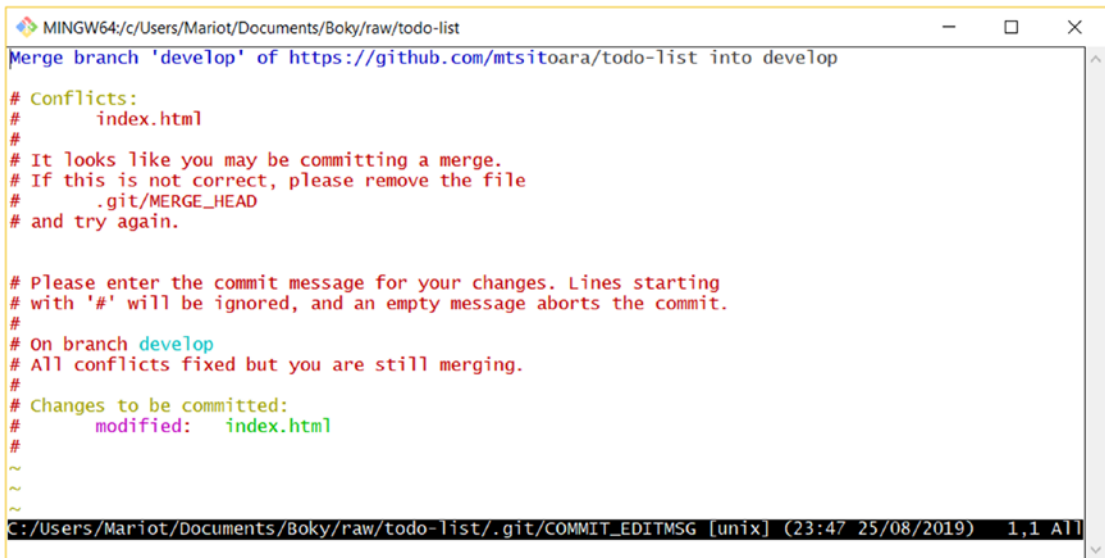 MINGW64:/c/Users/Mariot/Documents/Boky/raw/todo-list
Merge branch 'develop' of https://github.com/mtsitoara/todo-list into develop
# Conflicts:
#       index.html
#
# It looks like you may be committing a merge.
# If this is not correct, please remove the file
#       .git/MERGE_HEAD
# and try again.
# Please enter the commit message for your changes. Lines starting
# with '#' will be ignored, and an empty message aborts the commit.
#
# On branch develop
# All conflicts fixed but you are still merging.
#
# Changes to be committed:
#       modified:   index.html
#
~
~
~
C:/Users/Mariot/Documents/Boky/raw/todo-list/.git/COMMIT_EDITMSG [unix] (23:47 25/08/2019)   1,1 All